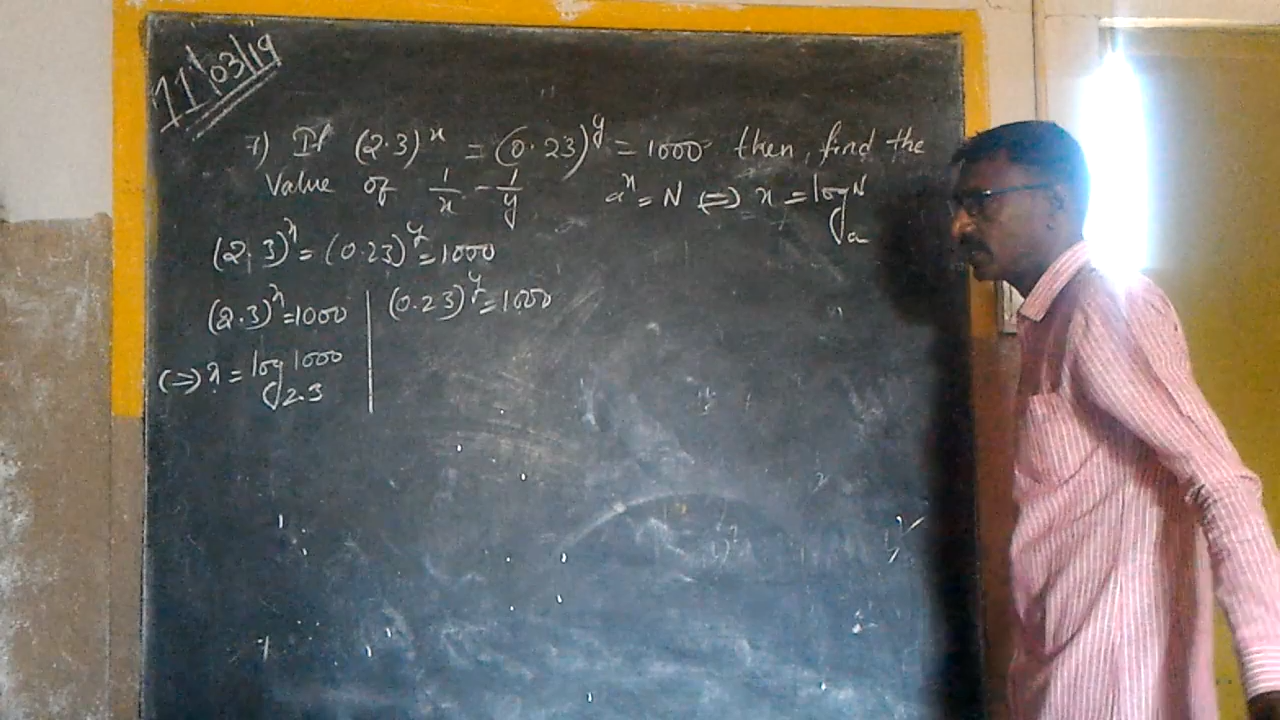 11\03/19
7) If (2.3)^x = (0.23)^y = 1000 then, find the
Value of 1/x - 1/y
a^x = N (=) x = log_a N
(2.3)^x = (0.23)^y = 1000
(2.3)^x = 1000
(=) x = log_2.3 1000
(0.23)^y = 1000